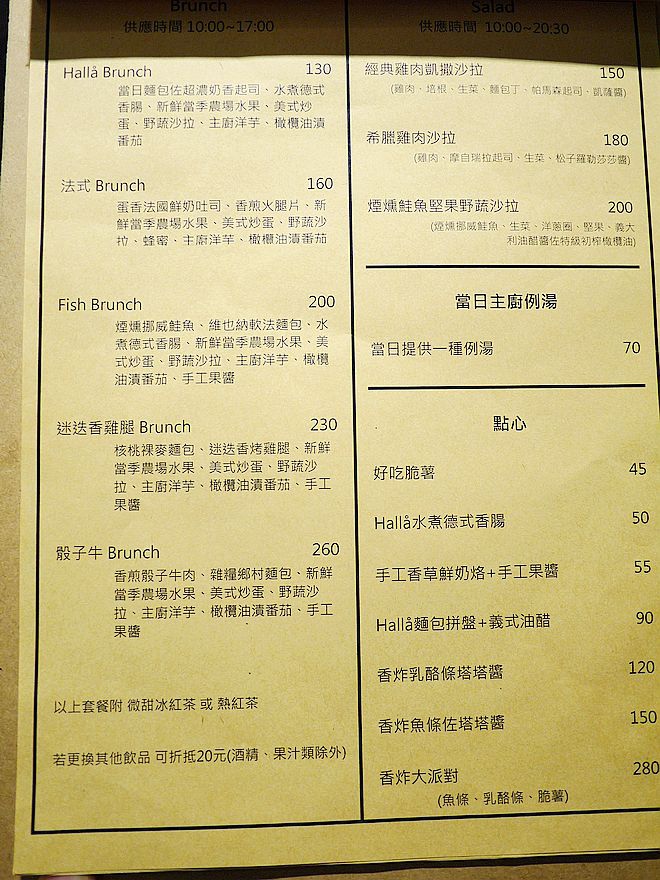 Brunch
供應時間 10:00~17:00
Hallå Brunch 130
當日麵包佐超濃奶香起司、水煮德式
香腸、新鮮當季農場水果、美式炒
蛋、野蔬沙拉、主廚洋芋、橄欖油漬
番茄
法式 Brunch 160
蛋香法國鮮奶吐司、香煎火腿片、新
鮮當季農場水果、美式炒蛋、野蔬沙
拉、蜂蜜、主廚洋芋、橄欖油漬番茄
Fish Brunch 200
煙燻挪威鮭魚、維也納軟法麵包、水
煮德式香腸、新鮮當季農場水果、美
式炒蛋、野蔬沙拉、主廚洋芋、橄欖
油漬番茄、手工果醬
迷迭香雞腿 Brunch 230
核桃裸麥麵包、迷迭香烤雞腿、新鮮
當季農場水果、美式炒蛋、野蔬沙
拉、主廚洋芋、橄欖油漬番茄、手工
果醬
骰子牛 Brunch 260
香煎骰子牛肉、雜糧鄉村麵包、新鮮
當季農場水果、美式炒蛋、野蔬沙
拉、主廚洋芋、橄欖油漬番茄、手工
果醬
以上套餐附 微甜冰紅茶 或 熱紅茶
若更換其他飲品 可折抵20元(酒精、果汁類除外)
Salad
供應時間 10:00~20:30
經典雞肉凱撒沙拉 150
(雞肉、培根、生菜、麵包丁、帕馬森起司、凱薩醬)
希臘雞肉沙拉 180
(雞肉、摩自瑞拉起司、生菜、松子羅勒莎莎醬)
煙燻鮭魚堅果野蔬沙拉 200
(煙燻挪威鮭魚、生菜、洋蔥圈、堅果、義大
利油醋醬佐特級初榨橄欖油)
當日主廚例湯
當日提供一種例湯 70
點心
好吃脆薯 45
Hallå水煮德式香腸 50
手工香草鮮奶烙+手工果醬 55
Hallå麵包拼盤+義式油醋 90
香炸乳酪條塔塔醬 120
香炸魚條佐塔塔醬 150
香炸大派對 280
(魚條、乳酪條、脆薯)